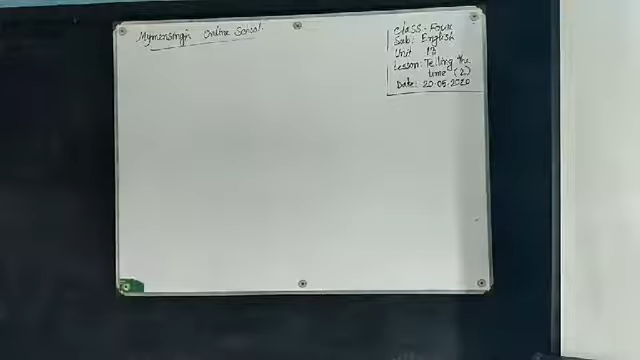 Mymensingh Online School.
Class: Four
Sub: English
Unit 13
Lesson: Telling the
time (2)
Date: 20.05.2020